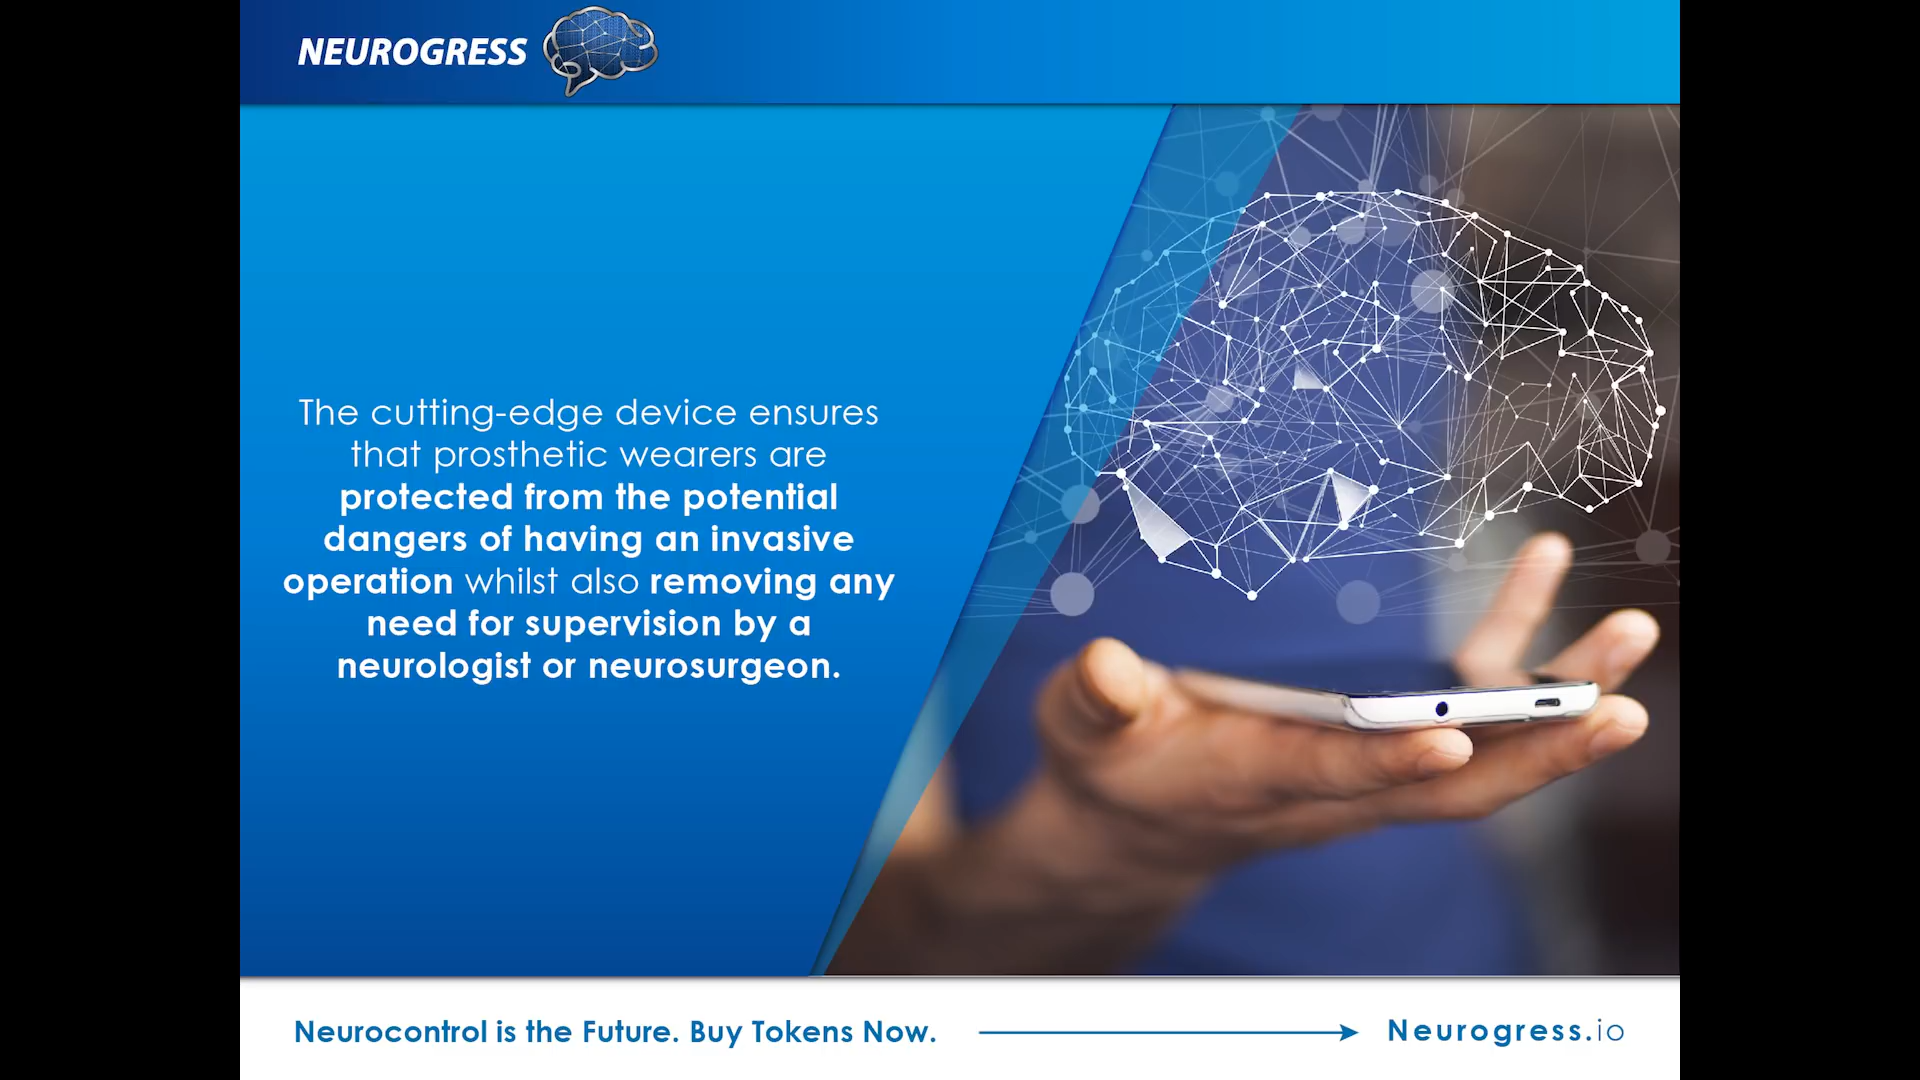 NEUROGRESS
The cutting-edge device ensures
that prosthetic wearers are
protected from the potential
dangers of having an invasive
operation whilst also removing any
need for supervision by a
neurologist or neurosurgeon.
Neurocontrol is the Future. Buy Tokens Now.
Neurogress.io